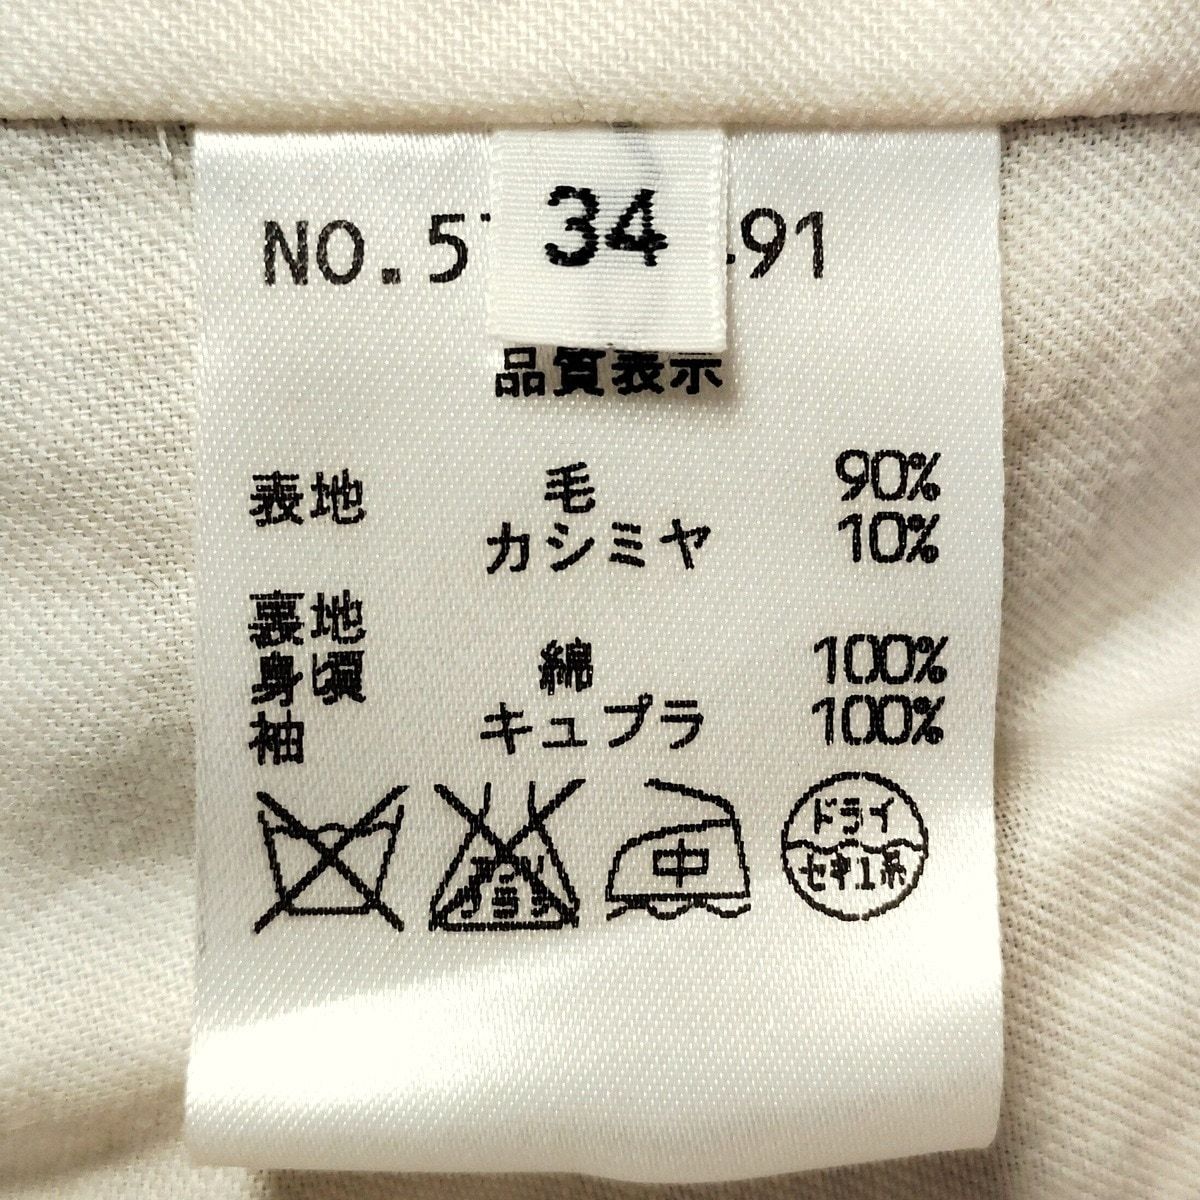 34
NO.5 91
品質表示
表地 毛 90%
カシミヤ 10%
裏地
身頃 綿 100%
袖 キュプラ 100%
中
ドライ
セキユ系